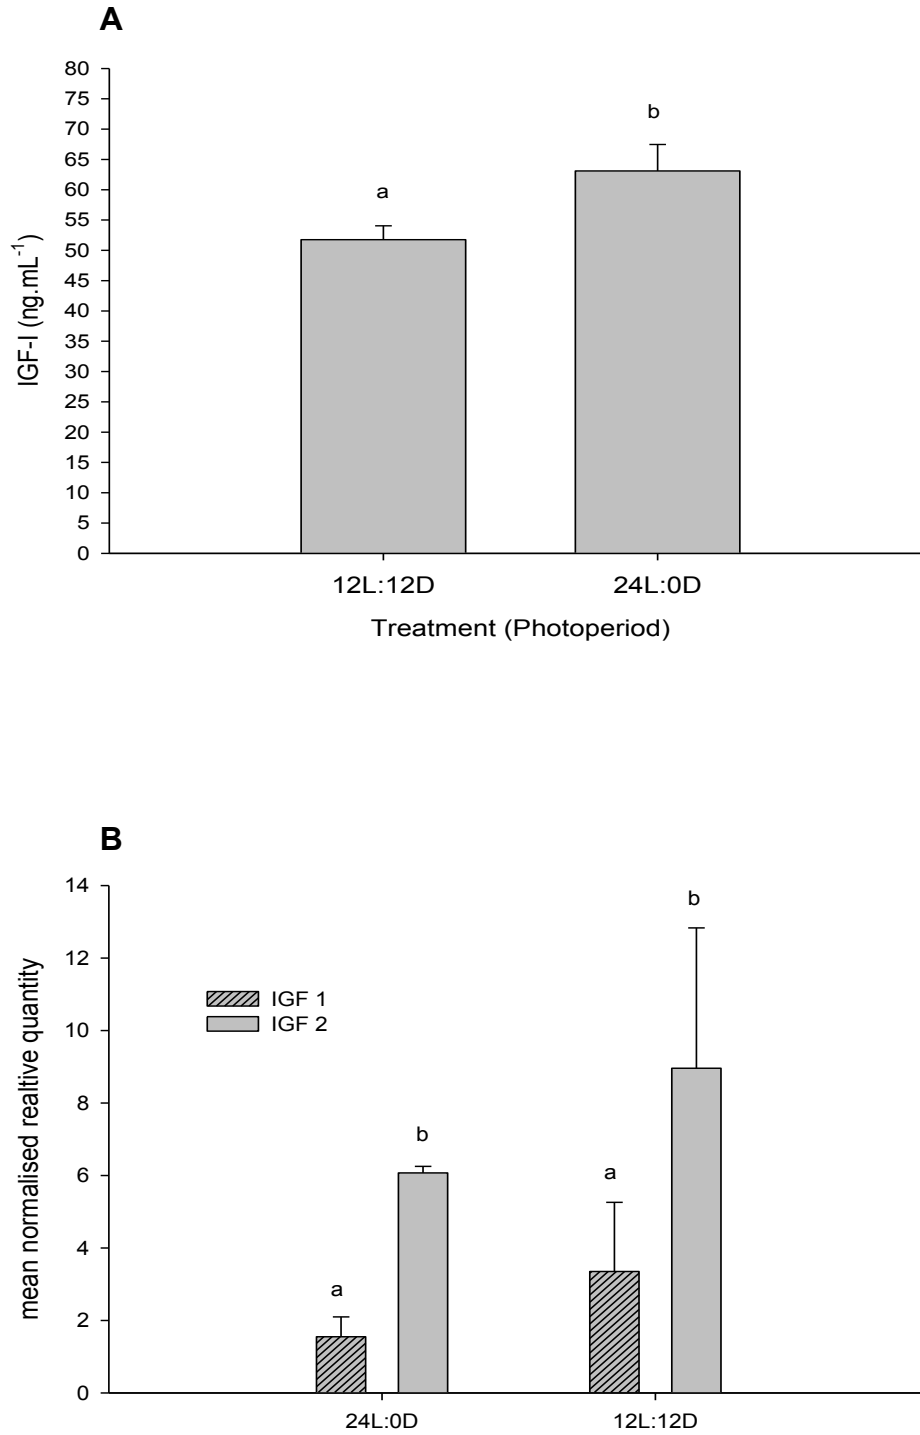 A
80
75
70
65
60
55
50
45
40
35
30
25
20
15
10
5
0
IGF-I (ng.mL⁻¹)
a
b
12L:12D
24L:0D
Treatment (Photoperiod)
B
14
12
10
8
6
4
2
0
mean normalised realtive quantity
IGF 1
IGF 2
a
b
a
b
24L:0D
12L:12D